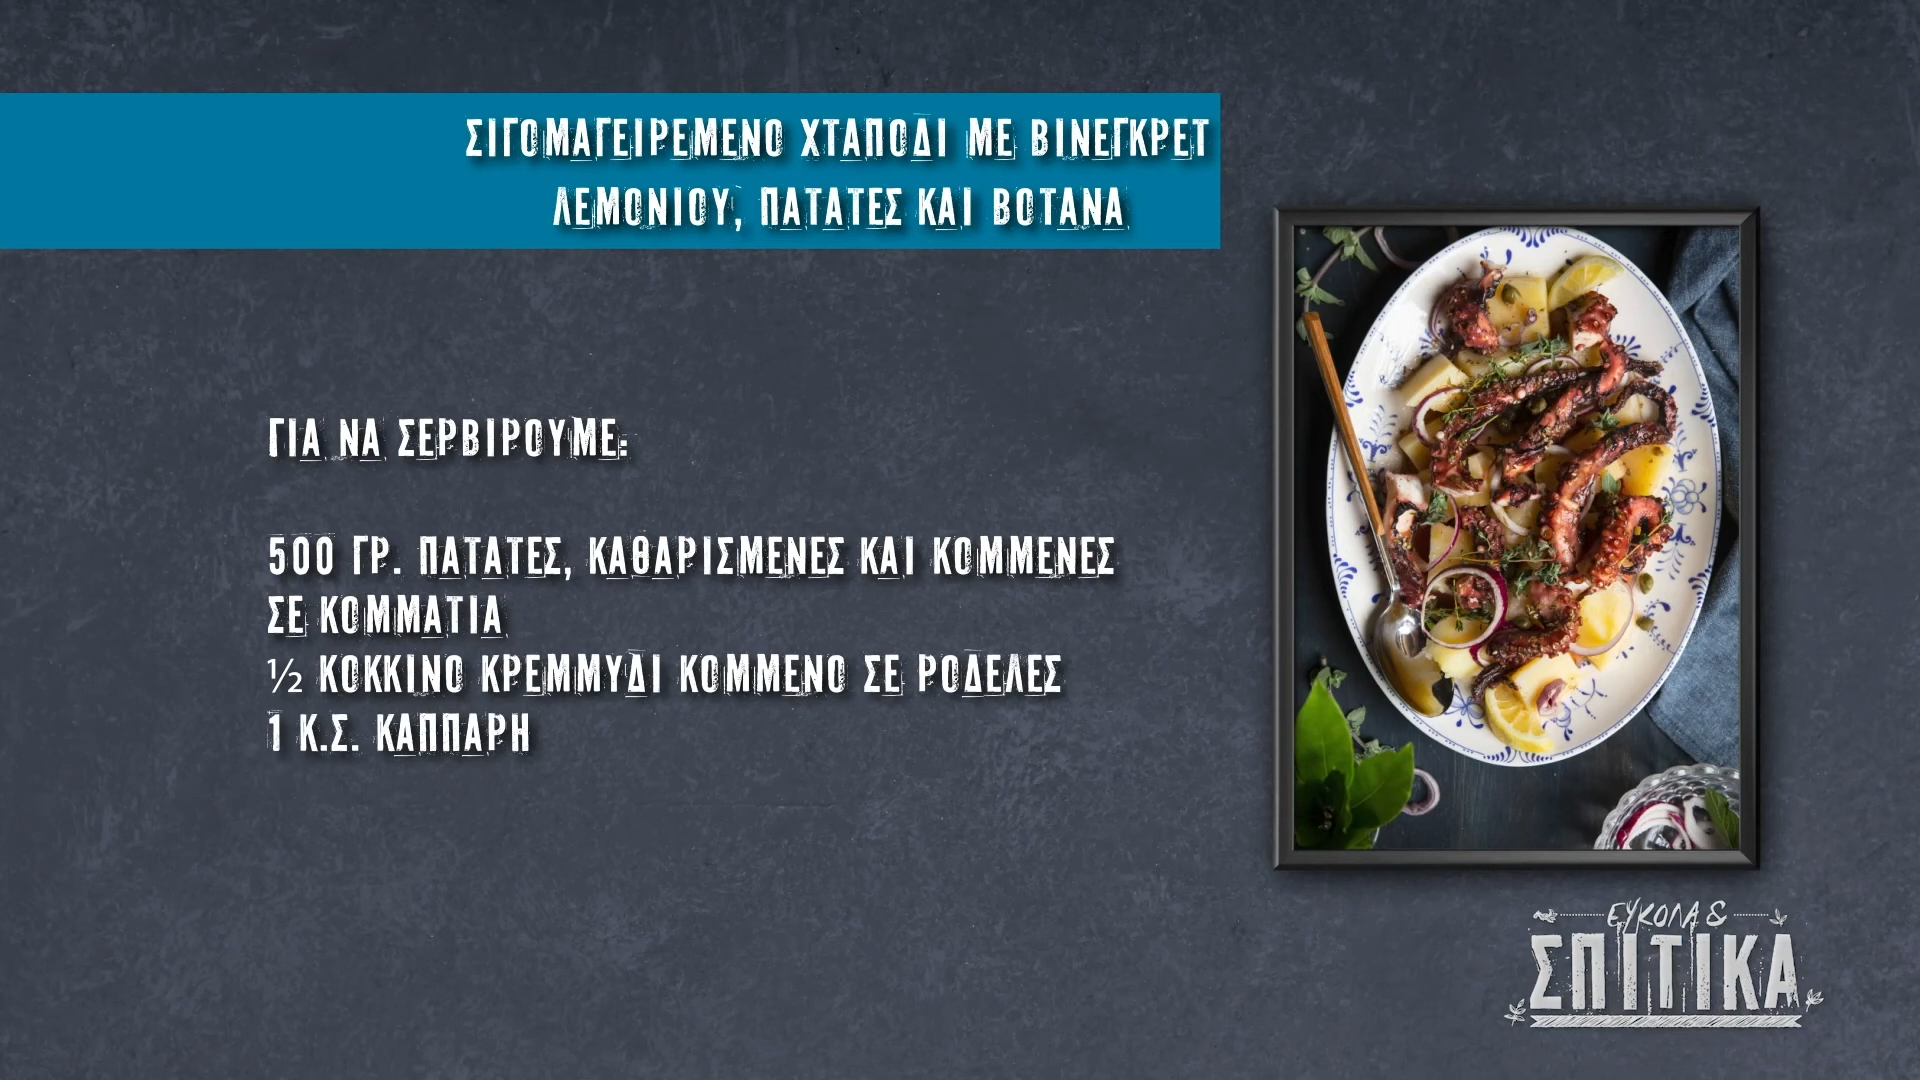 ΣΙΓΟΜΑΓΕΙΡΕΜΕΝΟ ΧΤΑΠΟΔΙ ΜΕ ΒΙΝΕΓΚΡΕΤ
ΛΕΜΟΝΙΟΥ, ΠΑΤΑΤΕΣ ΚΑΙ ΒΟΤΑΝΑ
ΓΙΑ ΝΑ ΣΕΡΒΙΡΟΥΜΕ:
500 ΓΡ. ΠΑΤΑΤΕΣ, ΚΑΘΑΡΙΣΜΕΝΕΣ ΚΑΙ ΚΟΜΜΕΝΕΣ
ΣΕ ΚΟΜΜΑΤΙΑ
½ ΚΟΚΚΙΝΟ ΚΡΕΜΜΥΔΙ ΚΟΜΜΕΝΟ ΣΕ ΡΟΔΕΛΕΣ
1 Κ.Σ. ΚΑΠΠΑΡΗ
ΕΥΚΟΛΑ &
ΣΠΙΤΙΚΑ